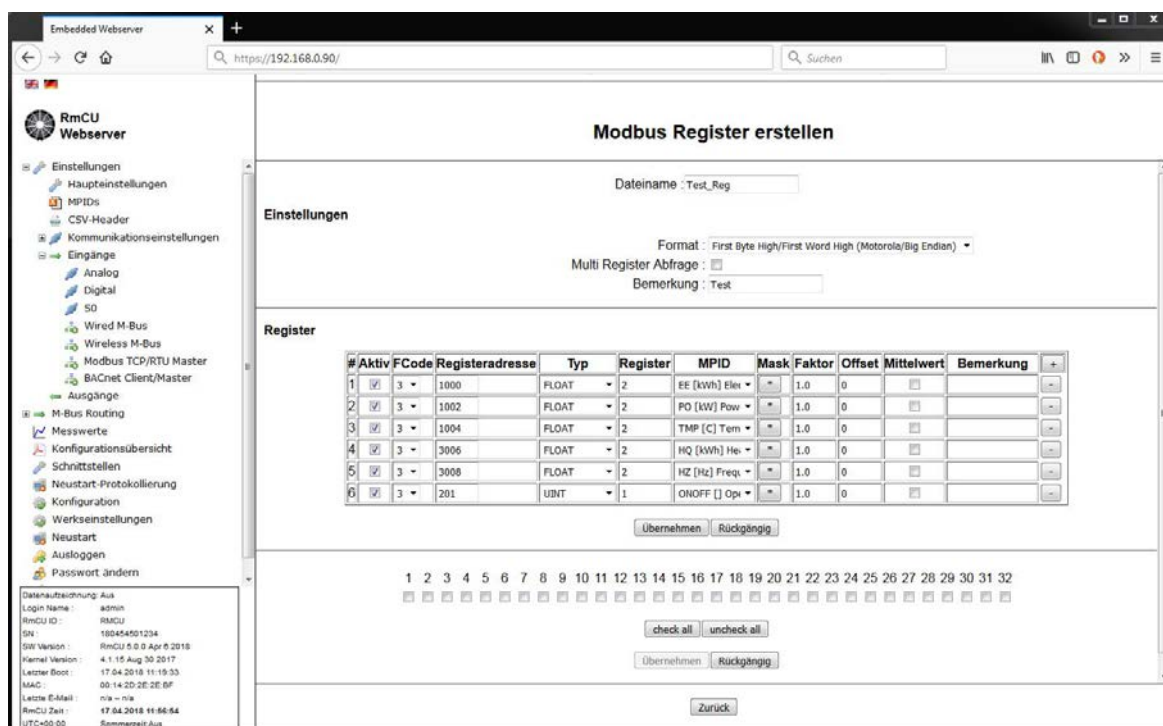 Embedded Webserver
https://192.168.0.90/
Suchen
RmCU
Webserver
Einstellungen
Haupteinstellungen
MPIDs
CSV-Header
Kommunikationseinstellungen
Eingänge
Analog
Digital
S0
Wired M-Bus
Wireless M-Bus
Modbus TCP/RTU Master
BACnet Client/Master
Ausgänge
M-Bus Routing
Messwerte
Konfigurationsübersicht
Schnittstellen
Neustart-Protokollierung
Konfiguration
Werkseinstellungen
Neustart
Ausloggen
Passwort ändern
Datenaufzeichnung: Aus
Login Name : admin
RmCU ID : RMCU
SN : 180454501234
SW Version : RmCU 5.0.0 Apr 6 2018
Kernel Version : 4.1.15 Aug 30 2017
Letzter Boot : 17.04.2018 11:19:33
MAC : 00:14:2D:2E:2E:BF
Letzte E-Mail : n/a -- n/a
RmCU Zeit : 17.04.2018 11:56:54
UTC+00:00 Sommerzeit:Aus
Modbus Register erstellen
Dateiname : Test_Reg
Einstellungen
Format : First Byte High/First Word High (Motorola/Big Endian)
Multi Register Abfrage :
Bemerkung : Test
Register
# Aktiv FCode Registeradresse Typ Register MPID Mask Faktor Offset Mittelwert Bemerkung +
1 3 1000 FLOAT 2 EE [kWh] Elec * 1.0 0 -
2 3 1002 FLOAT 2 PO [kW] Pow * 1.0 0 -
3 3 1004 FLOAT 2 TMP [C] Tem * 1.0 0 -
4 3 3006 FLOAT 2 HQ [kWh] He * 1.0 0 -
5 3 3008 FLOAT 2 HZ [Hz] Frequ * 1.0 0 -
6 3 201 UINT 1 ONOFF [] Ope * 1.0 0 -
Übernehmen Rückgängig
1 2 3 4 5 6 7 8 9 10 11 12 13 14 15 16 17 18 19 20 21 22 23 24 25 26 27 28 29 30 31 32
check all uncheck all
Übernehmen Rückgängig
Zurück